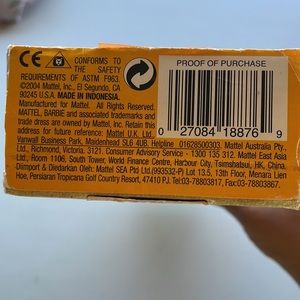 CE CONFORMS TO PROOF OF PURCHASE
THE SAFETY
REQUIREMENTS OF ASTM F963.
©2004 Mattel, Inc., El Segundo, CA
90245 U.S.A. MADE IN INDONESIA.
Manufactured for Mattel. All Rights Reserved.
MATTEL, BARBIE and associated trademarks and
trade dress are owned by Mattel, Inc. Retain this
address for future reference: Mattel U.K. Ltd.,
Vanwall Business Park, Maidenhead SL6 4UB. Helpline 01628500303. Mattel Australia Pty.
Ltd., Richmond, Victoria. 3121. Consumer Advisory Service - 1300 135 312. Mattel East Asia
Ltd., Room 1106, South Tower, World Finance Centre, Harbour City, Tsimshatsui, HK, China.
Diimport & Diedarkan Oleh: Mattel SEA Ptd Ltd.(993532-P) Lot 13.5, 13th Floor, Menara Lien
Hoe, Persiaran Tropicana Golf Country Resort, 47410 PJ. Tel:03-78803817, Fax:03-78803867.
0 27084 18876 9